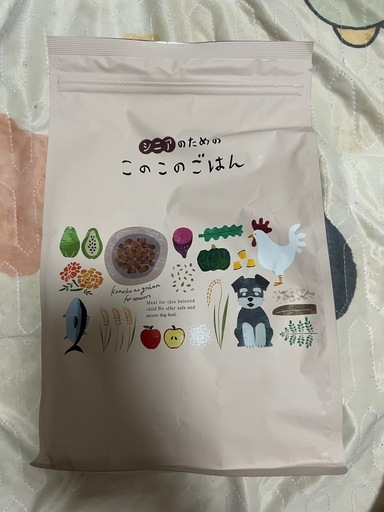 シニアのための
このこのごはん
Konoko no gohan
for seniors
Meal for this beloved
child.We offer safe and
secure dog food.